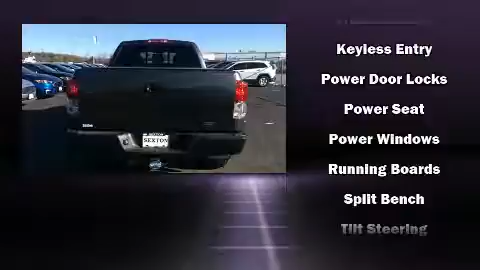 Keyless Entry
Power Door Locks
Power Seat
Power Windows
Running Boards
Split Bench
Tilt Steering
SEXTON